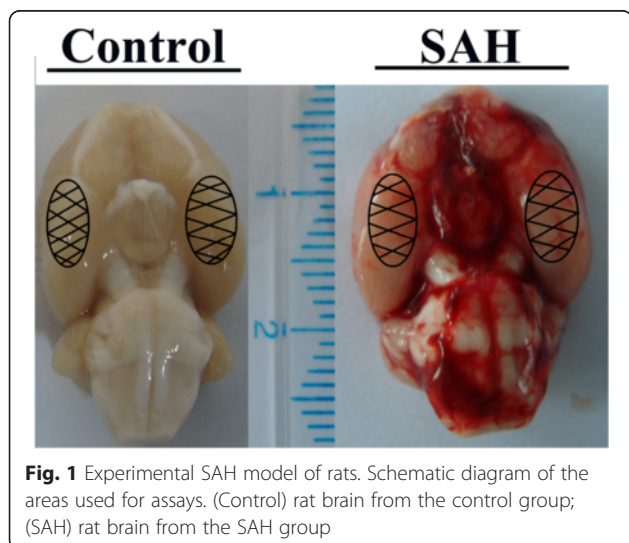 Control SAH
1
2
Fig. 1 Experimental SAH model of rats. Schematic diagram of the
areas used for assays. (Control) rat brain from the control group;
(SAH) rat brain from the SAH group